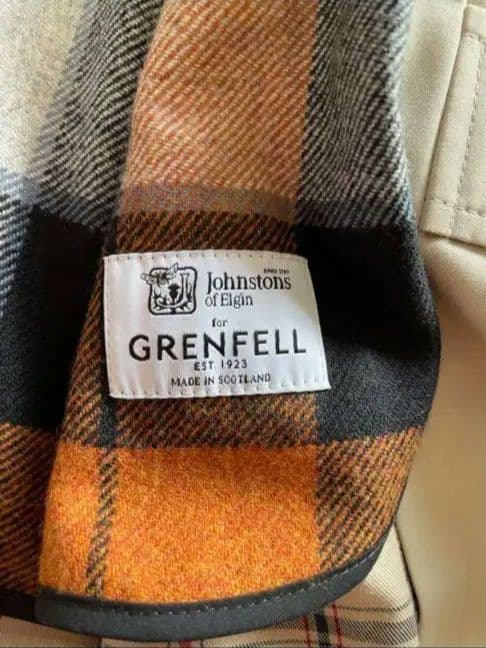 SINCE 1797
Johnstons
of Elgin
for
GRENFELL
EST. 1923
MADE IN SCOTLAND